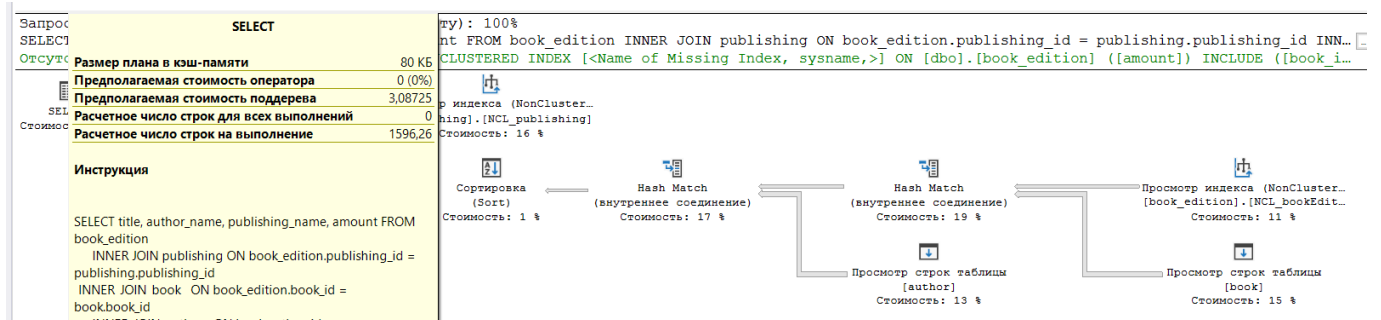 Запрос
ту): 100%
SELECT
nt FROM book_edition INNER JOIN publishing ON book_edition.publishing_id = publishing.publishing_id INN…
CLUSTERED INDEX [<Name of Missing Index, sysname,>] ON [dbo].[book_edition] ([amount]) INCLUDE ([book_i…
SELECT
Размер плана в кэш-памяти 80 КБ
Предполагаемая стоимость оператора 0 (0%)
Предполагаемая стоимость поддерева 3,08725
Расчетное число строк для всех выполнений 0
Расчетное число строк на выполнение 1596,26
Инструкция
SELECT title, author_name, publishing_name, amount FROM
book_edition
INNER JOIN publishing ON book_edition.publishing_id =
publishing.publishing_id
INNER JOIN book ON book_edition.book_id =
book.book_id
SEL
р индекса (NonCluster…
hing].[NCL_publishing]
Стоимость: 16 %
Сортировка
(Sort)
Стоимость: 1 %
Hash Match
(внутреннее соединение)
Стоимость: 17 %
Hash Match
(внутреннее соединение)
Стоимость: 19 %
Просмотр индекса (NonCluster…
[book_edition].[NCL_bookEdit…
Стоимость: 11 %
Просмотр строк таблицы
[author]
Стоимость: 13 %
Просмотр строк таблицы
[book]
Стоимость: 15 %